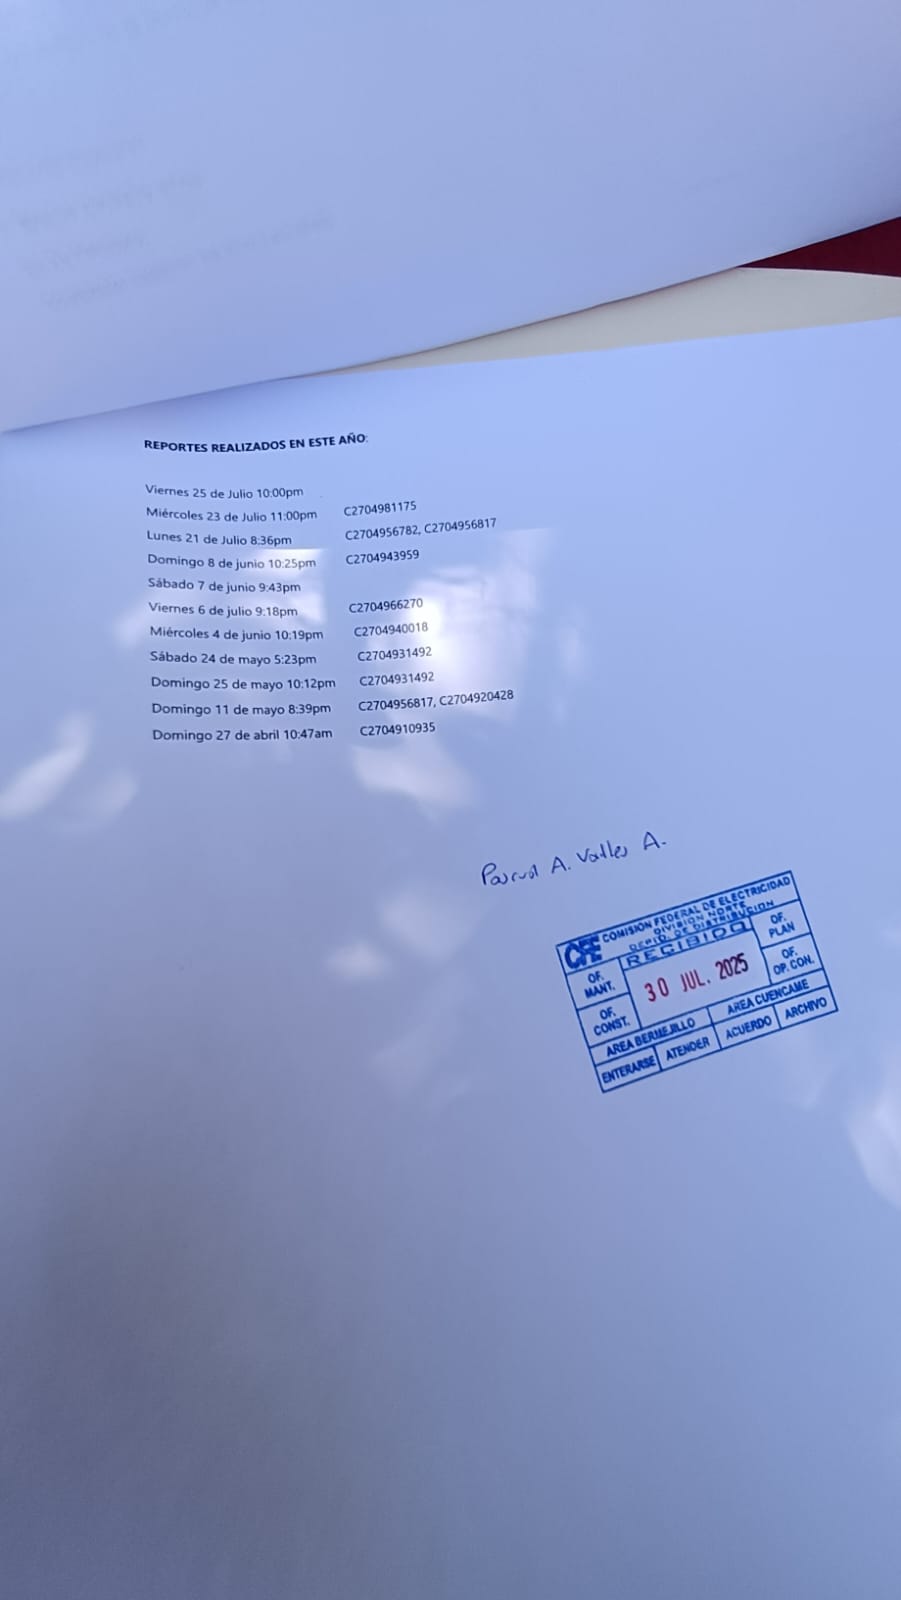 REPORTES REALIZADOS EN ESTE AÑO:
Viernes 25 de Julio 10:00pm
Miércoles 23 de Julio 11:00pm C2704981175
Lunes 21 de Julio 8:36pm C2704956782, C2704956817
Domingo 8 de junio 10:25pm C2704943959
Sábado 7 de junio 9:43pm
Viernes 6 de julio 9:18pm C2704966270
Miércoles 4 de junio 10:19pm C2704940018
Sábado 24 de mayo 5:23pm C2704931492
Domingo 25 de mayo 10:12pm C2704931492
Domingo 11 de mayo 8:39pm C2704956817, C2704920428
Domingo 27 de abril 10:47am C2704910935
A. Valles A.
CFE COMISION FEDERAL DE ELECTRICIDAD
DIVISION NORTE
DEPTO. DE DISTRIBUCION
RECIBIDO
OF. PLAN
OF. MANT.
30 JUL. 2025
OF. OP. CON.
OF. CONST.
AREA BERMEJILLO AREA CUENCAME
ENTERARSE ATENDER ACUERDO ARCHIVO